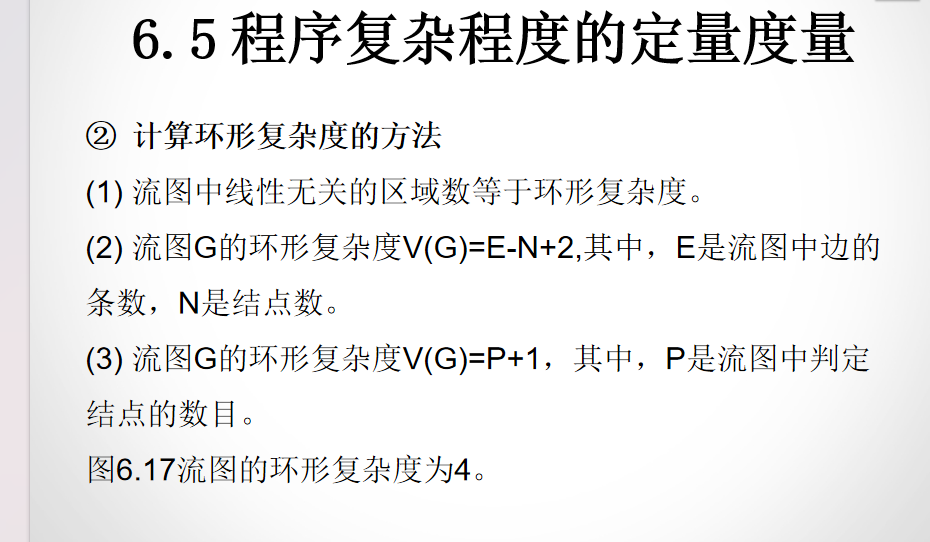 6.5程序复杂程度的定量度量
② 计算环形复杂度的方法
(1) 流图中线性无关的区域数等于环形复杂度。
(2) 流图G的环形复杂度V(G)=E-N+2,其中，E是流图中边的
条数，N是结点数。
(3) 流图G的环形复杂度V(G)=P+1，其中，P是流图中判定
结点的数目。
图6.17流图的环形复杂度为4。